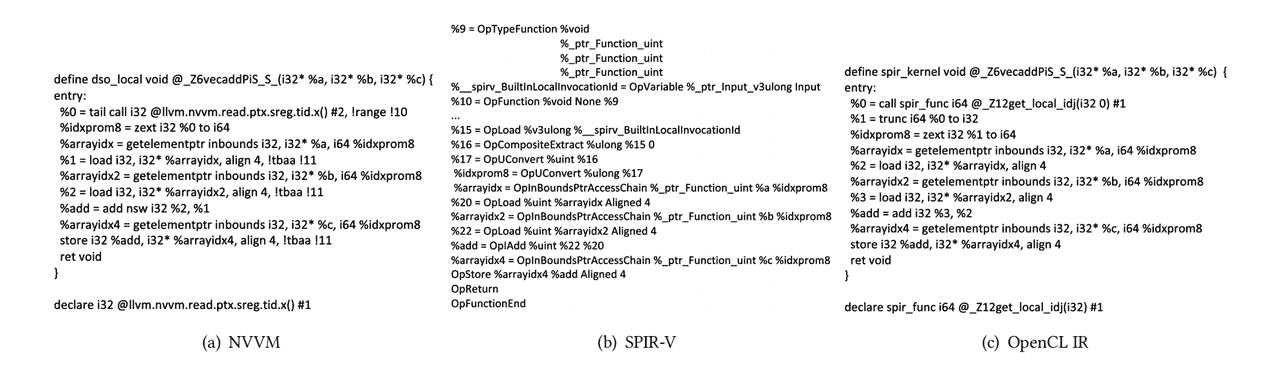 define dso_local void @_Z6vecaddPiS_S_(i32* %a, i32* %b, i32* %c) {
entry:
%0 = tail call i32 @llvm.nvvm.read.ptx.sreg.tid.x() #2, !range !10
%idxprom8 = zext i32 %0 to i64
%arrayidx = getelementptr inbounds i32, i32* %a, i64 %idxprom8
%1 = load i32, i32* %arrayidx, align 4, !tbaa !11
%arrayidx2 = getelementptr inbounds i32, i32* %b, i64 %idxprom8
%2 = load i32, i32* %arrayidx2, align 4, !tbaa !11
%add = add nsw i32 %2, %1
%arrayidx4 = getelementptr inbounds i32, i32* %c, i64 %idxprom8
store i32 %add, i32* %arrayidx4, align 4, !tbaa !11
ret void
}
declare i32 @llvm.nvvm.read.ptx.sreg.tid.x() #1
(a) NVVM
%9 = OpTypeFunction %void
%_ptr_Function_uint
%_ptr_Function_uint
%_ptr_Function_uint
%__spirv_BuiltInLocalInvocationId = OpVariable %_ptr_Input_v3ulong Input
%10 = OpFunction %void None %9
...
%15 = OpLoad %v3ulong %__spirv_BuiltInLocalInvocationId
%16 = OpCompositeExtract %ulong %15 0
%17 = OpUConvert %uint %16
%idxprom8 = OpUConvert %ulong %17
%arrayidx = OpInBoundsPtrAccessChain %_ptr_Function_uint %a %idxprom8
%20 = OpLoad %uint %arrayidx Aligned 4
%arrayidx2 = OpInBoundsPtrAccessChain %_ptr_Function_uint %b %idxprom8
%22 = OpLoad %uint %arrayidx2 Aligned 4
%add = OpIAdd %uint %22 %20
%arrayidx4 = OpInBoundsPtrAccessChain %_ptr_Function_uint %c %idxprom8
OpStore %arrayidx4 %add Aligned 4
OpReturn
OpFunctionEnd
(b) SPIR-V
define spir_kernel void @_Z6vecaddPiS_S_(i32* %a, i32* %b, i32* %c) {
entry:
%0 = call spir_func i64 @_Z12get_local_idj(i32 0) #1
%1 = trunc i64 %0 to i32
%idxprom8 = zext i32 %1 to i64
%arrayidx = getelementptr inbounds i32, i32* %a, i64 %idxprom8
%2 = load i32, i32* %arrayidx, align 4
%arrayidx2 = getelementptr inbounds i32, i32* %b, i64 %idxprom8
%3 = load i32, i32* %arrayidx2, align 4
%add = add i32 %3, %2
%arrayidx4 = getelementptr inbounds i32, i32* %c, i64 %idxprom8
store i32 %add, i32* %arrayidx4, align 4
ret void
}
declare spir_func i64 @_Z12get_local_idj(i32) #1
(c) OpenCL IR